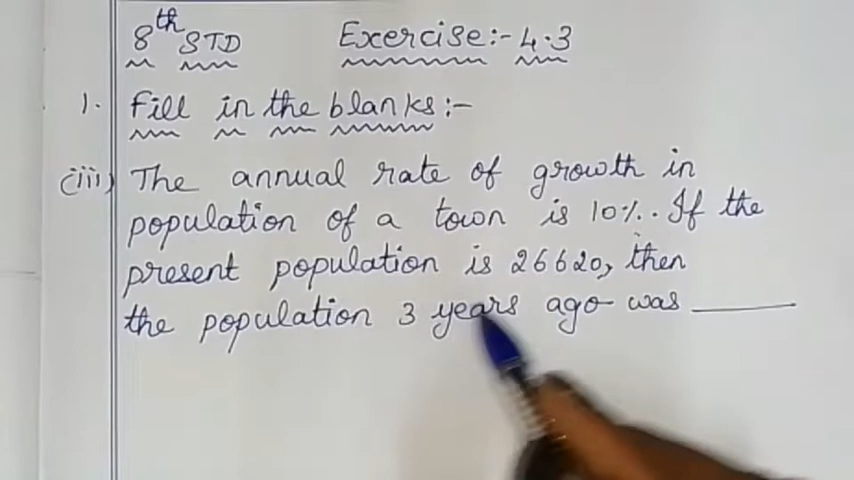 8th STD Exercise:- 4.3
1. Fill in the blanks:-
(iii) The annual rate of growth in
population of a town is 10%. If the
present population is 26620, then
the population 3 years ago was ______